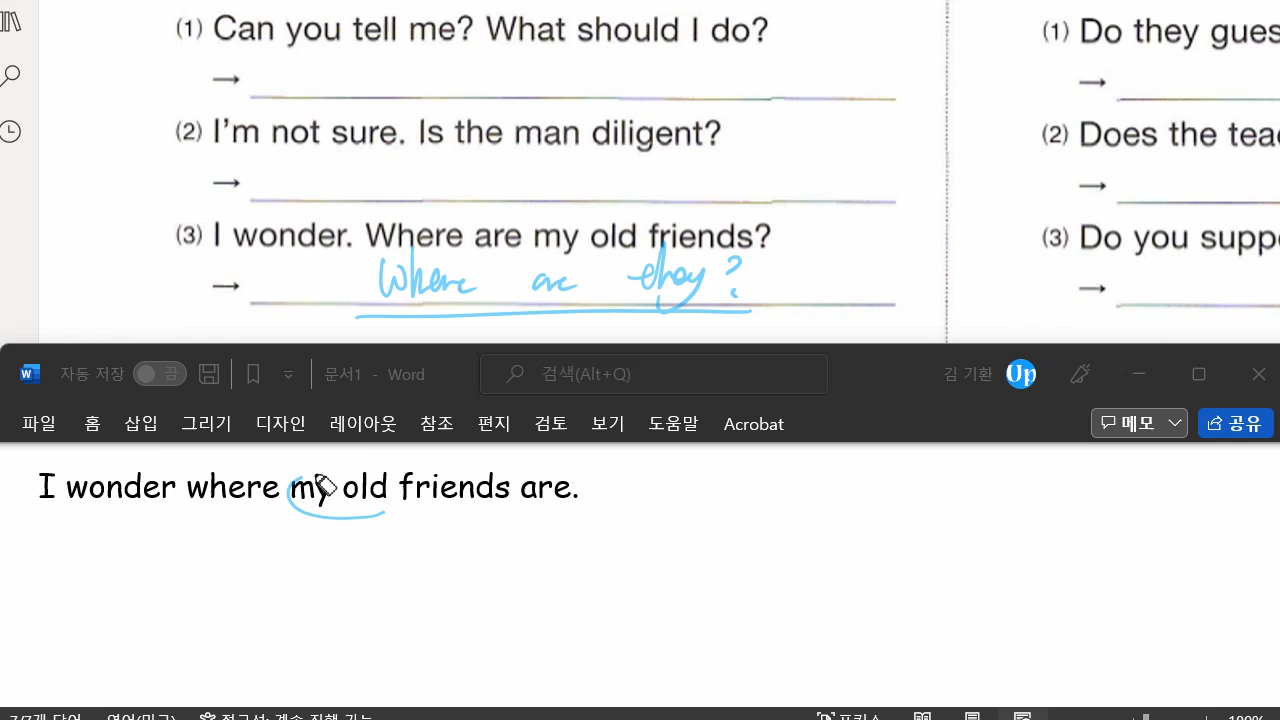 (1) Can you tell me? What should I do?
→
(2) I'm not sure. Is the man diligent?
→
(3) I wonder. Where are my old friends?
→ Where are they?
(1) Do they gues
→
(2) Does the tea
→
(3) Do you supp
→
W 자동 저장 끔 문서1 - Word 검색(Alt+Q) 김 기환 Up
파일 홈 삽입 그리기 디자인 레이아웃 참조 편지 검토 보기 도움말 Acrobat 메모 공유
I wonder where my old friends are.